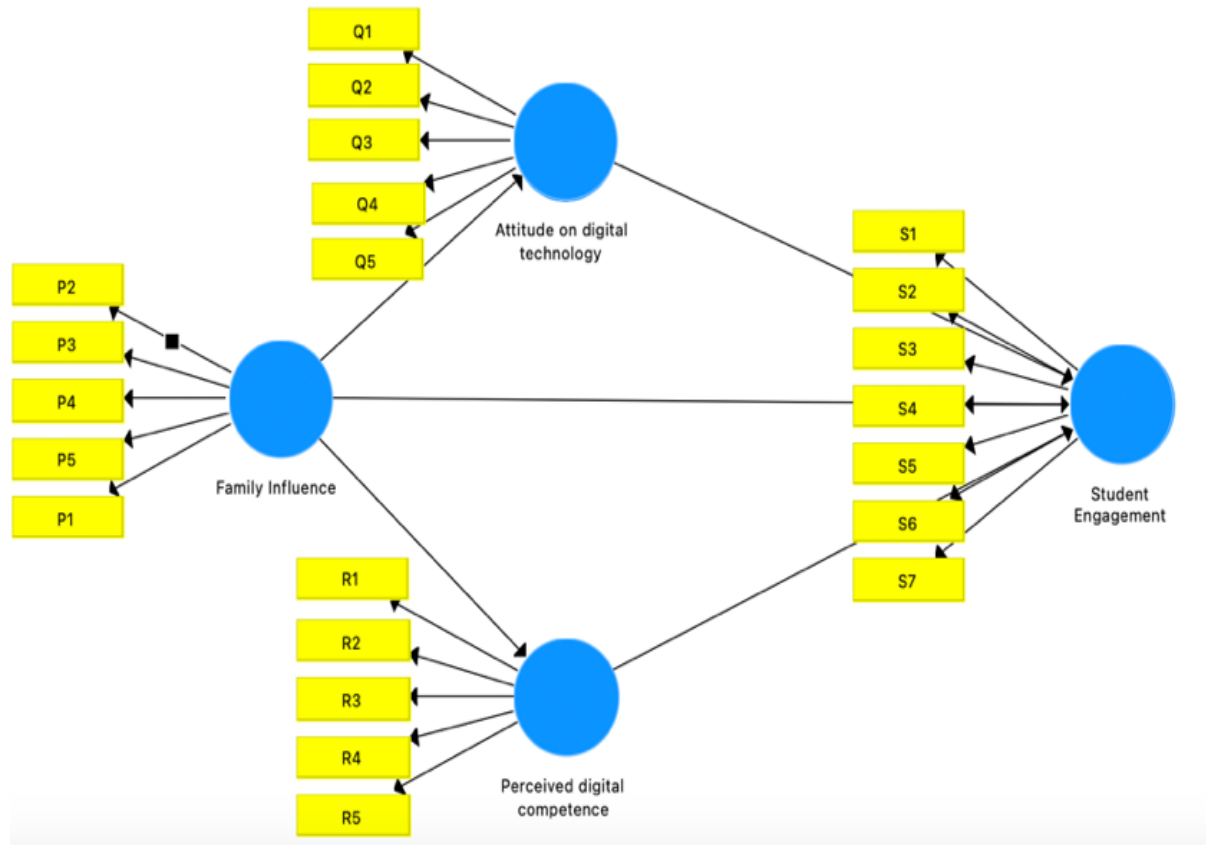 Q1
Q2
Q3
Q4
Q5
Attitude on digital
technology
P2
P3
P4
P5
P1
Family Influence
S1
S2
S3
S4
S5
S6
S7
Student
Engagement
R1
R2
R3
R4
R5
Perceived digital
competence